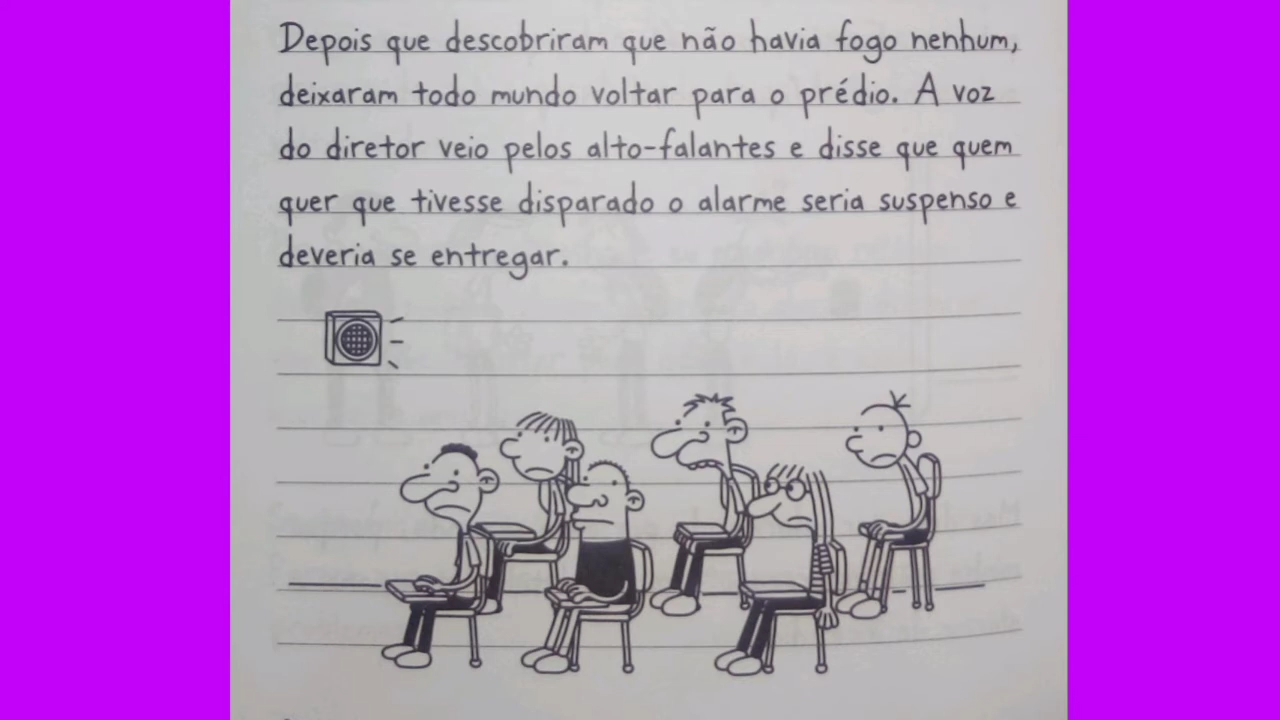 Depois que descobriram que não havia fogo nenhum,
deixaram todo mundo voltar para o prédio. A voz
do diretor veio pelos alto-falantes e disse que quem
quer que tivesse disparado o alarme seria suspenso e
deveria se entregar.